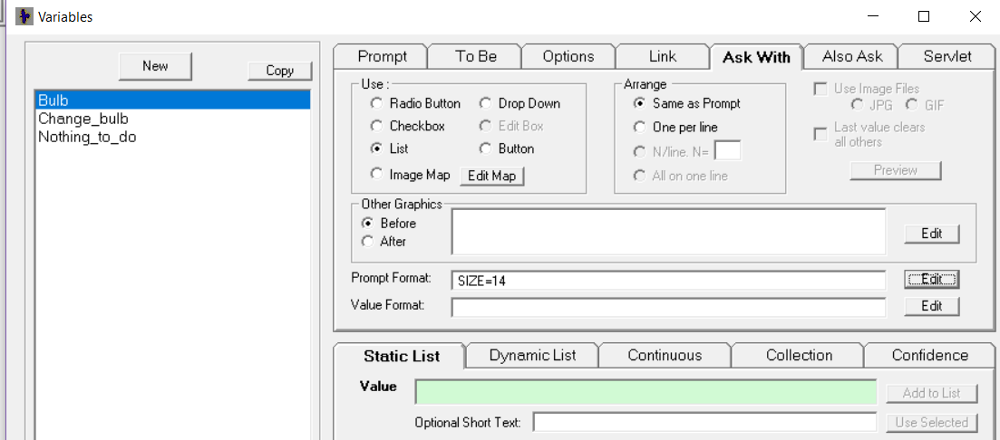 Variables
New
Copy
Bulb
Change_bulb
Nothing_to_do
Prompt To Be Options Link Ask With Also Ask Servlet
Use :
Radio Button Drop Down
Checkbox Edit Box
List Button
Image Map Edit Map
Arrange
Same as Prompt
One per line
N/line. N=
All on one line
Use Image Files
JPG GIF
Last value clears
all others
Preview
Other Graphics
Before
After
Edit
Prompt Format: SIZE=14 Edit
Value Format: Edit
Static List Dynamic List Continuous Collection Confidence
Value Add to List
Optional Short Text: Use Selected